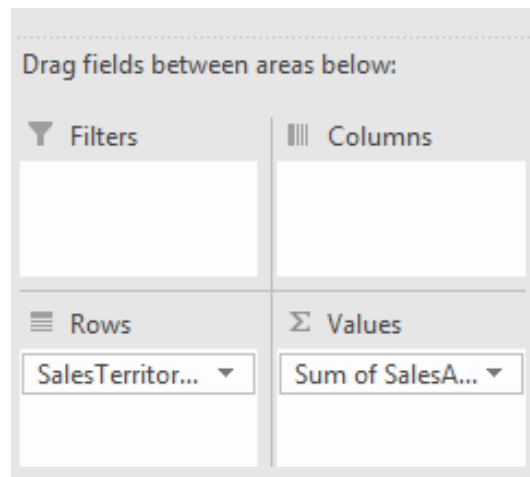 Drag fields between areas below:
Filters
Columns
Rows
Σ Values
SalesTerritor...
Sum of SalesA...